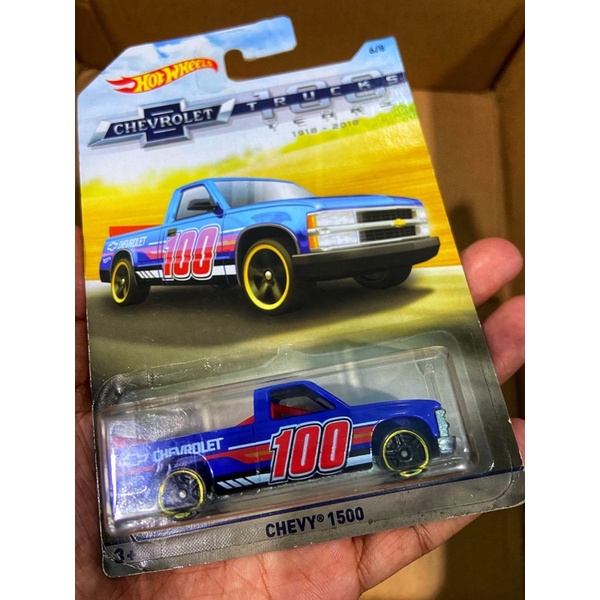 HOT WHEELS
6/8
CHEVROLET
TRUCKS
100
YEARS
1918 - 2018
CHEVROLET
100
CHEVROLET
100
CHEVY® 1500
3+